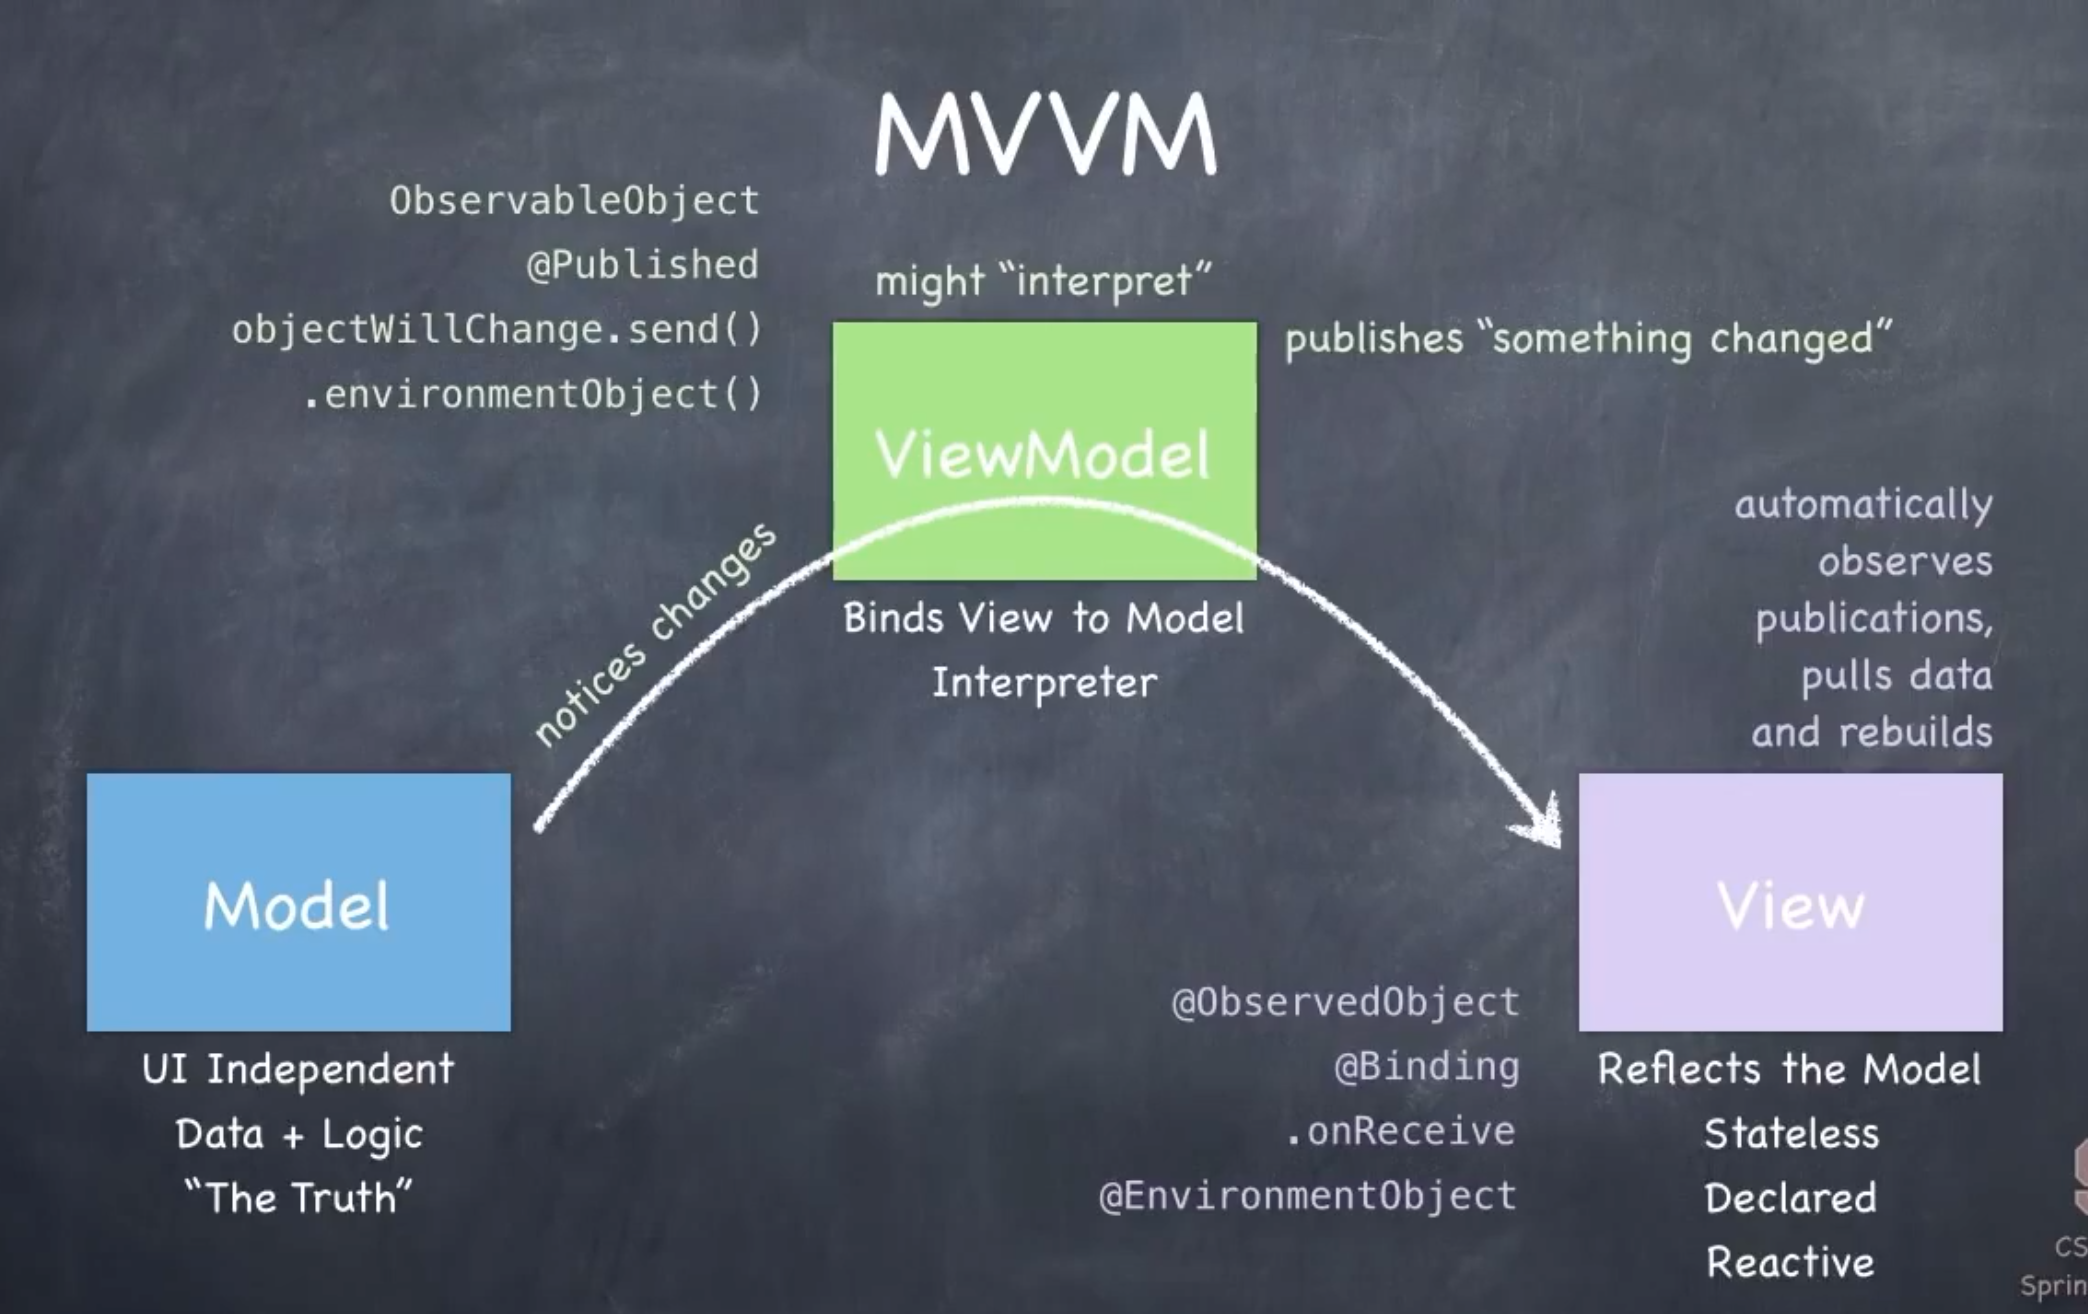 MVVM
ObservableObject
@Published
objectWillChange.send()
.environmentObject()
might “interpret”
publishes “something changed”
ViewModel
Binds View to Model
Interpreter
notices changes
automatically
observes
publications,
pulls data
and rebuilds
Model
UI Independent
Data + Logic
“The Truth”
View
@ObservedObject
@Binding
.onReceive
@EnvironmentObject
Reflects the Model
Stateless
Declared
Reactive
CS
Sprin